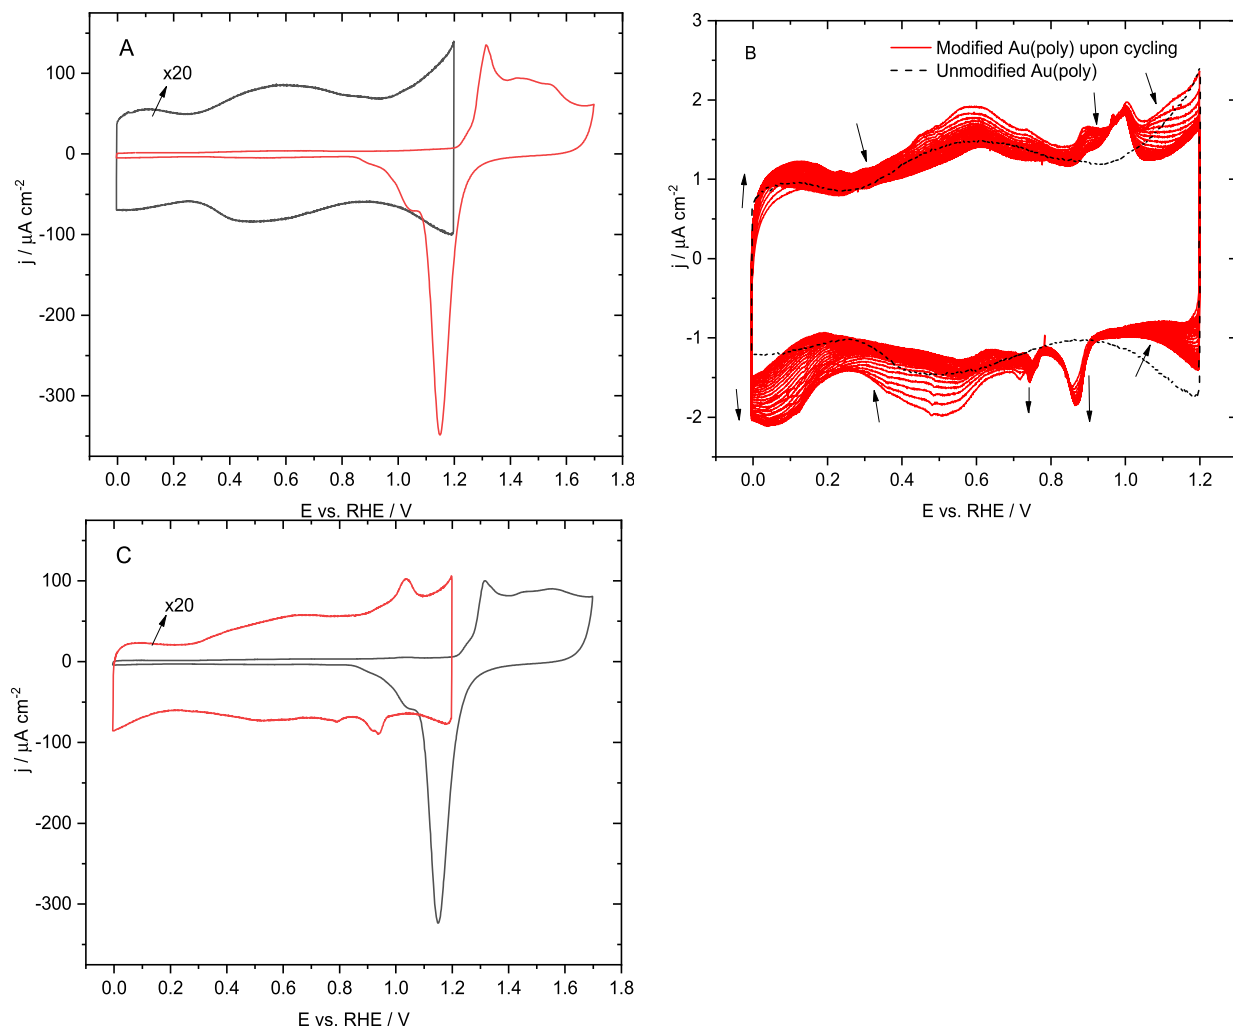 A
x20
100
0
-100
-200
-300
j / μA cm-2
0.0 0.2 0.4 0.6 0.8 1.0 1.2 1.4 1.6 1.8
E vs. RHE / V
B
Modified Au(poly) upon cycling
Unmodified Au(poly)
2
1
0
-1
-2
j / μA cm-2
0.0 0.2 0.4 0.6 0.8 1.0 1.2
E vs. RHE / V
C
x20
100
0
-100
-200
-300
j / μA cm-2
0.0 0.2 0.4 0.6 0.8 1.0 1.2 1.4 1.6 1.8
E vs. RHE / V